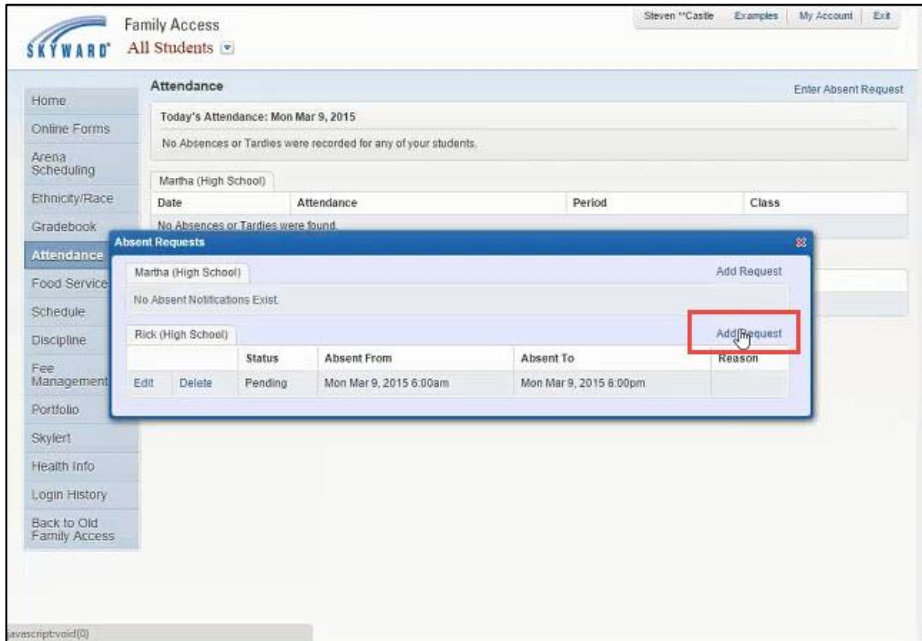 Steven **Castle Examples My Account Exit
SKYWARD®
Family Access
All Students
Home
Online Forms
Arena
Scheduling
Ethnicity/Race
Gradebook
Attendance
Food Service
Schedule
Discipline
Fee
Management
Portfolio
Skylert
Health Info
Login History
Back to Old
Family Access
Attendance
Enter Absent Request
Today's Attendance: Mon Mar 9, 2015
No Absences or Tardies were recorded for any of your students.
Martha (High School)
Date Attendance Period Class
No Absences or Tardies were found.
Absent Requests
Martha (High School) Add Request
No Absent Notifications Exist.
Rick (High School) Add Request
Status Absent From Absent To Reason
Edit Delete Pending Mon Mar 9, 2015 6:00am Mon Mar 9, 2015 6:00pm
javascript:void(0)